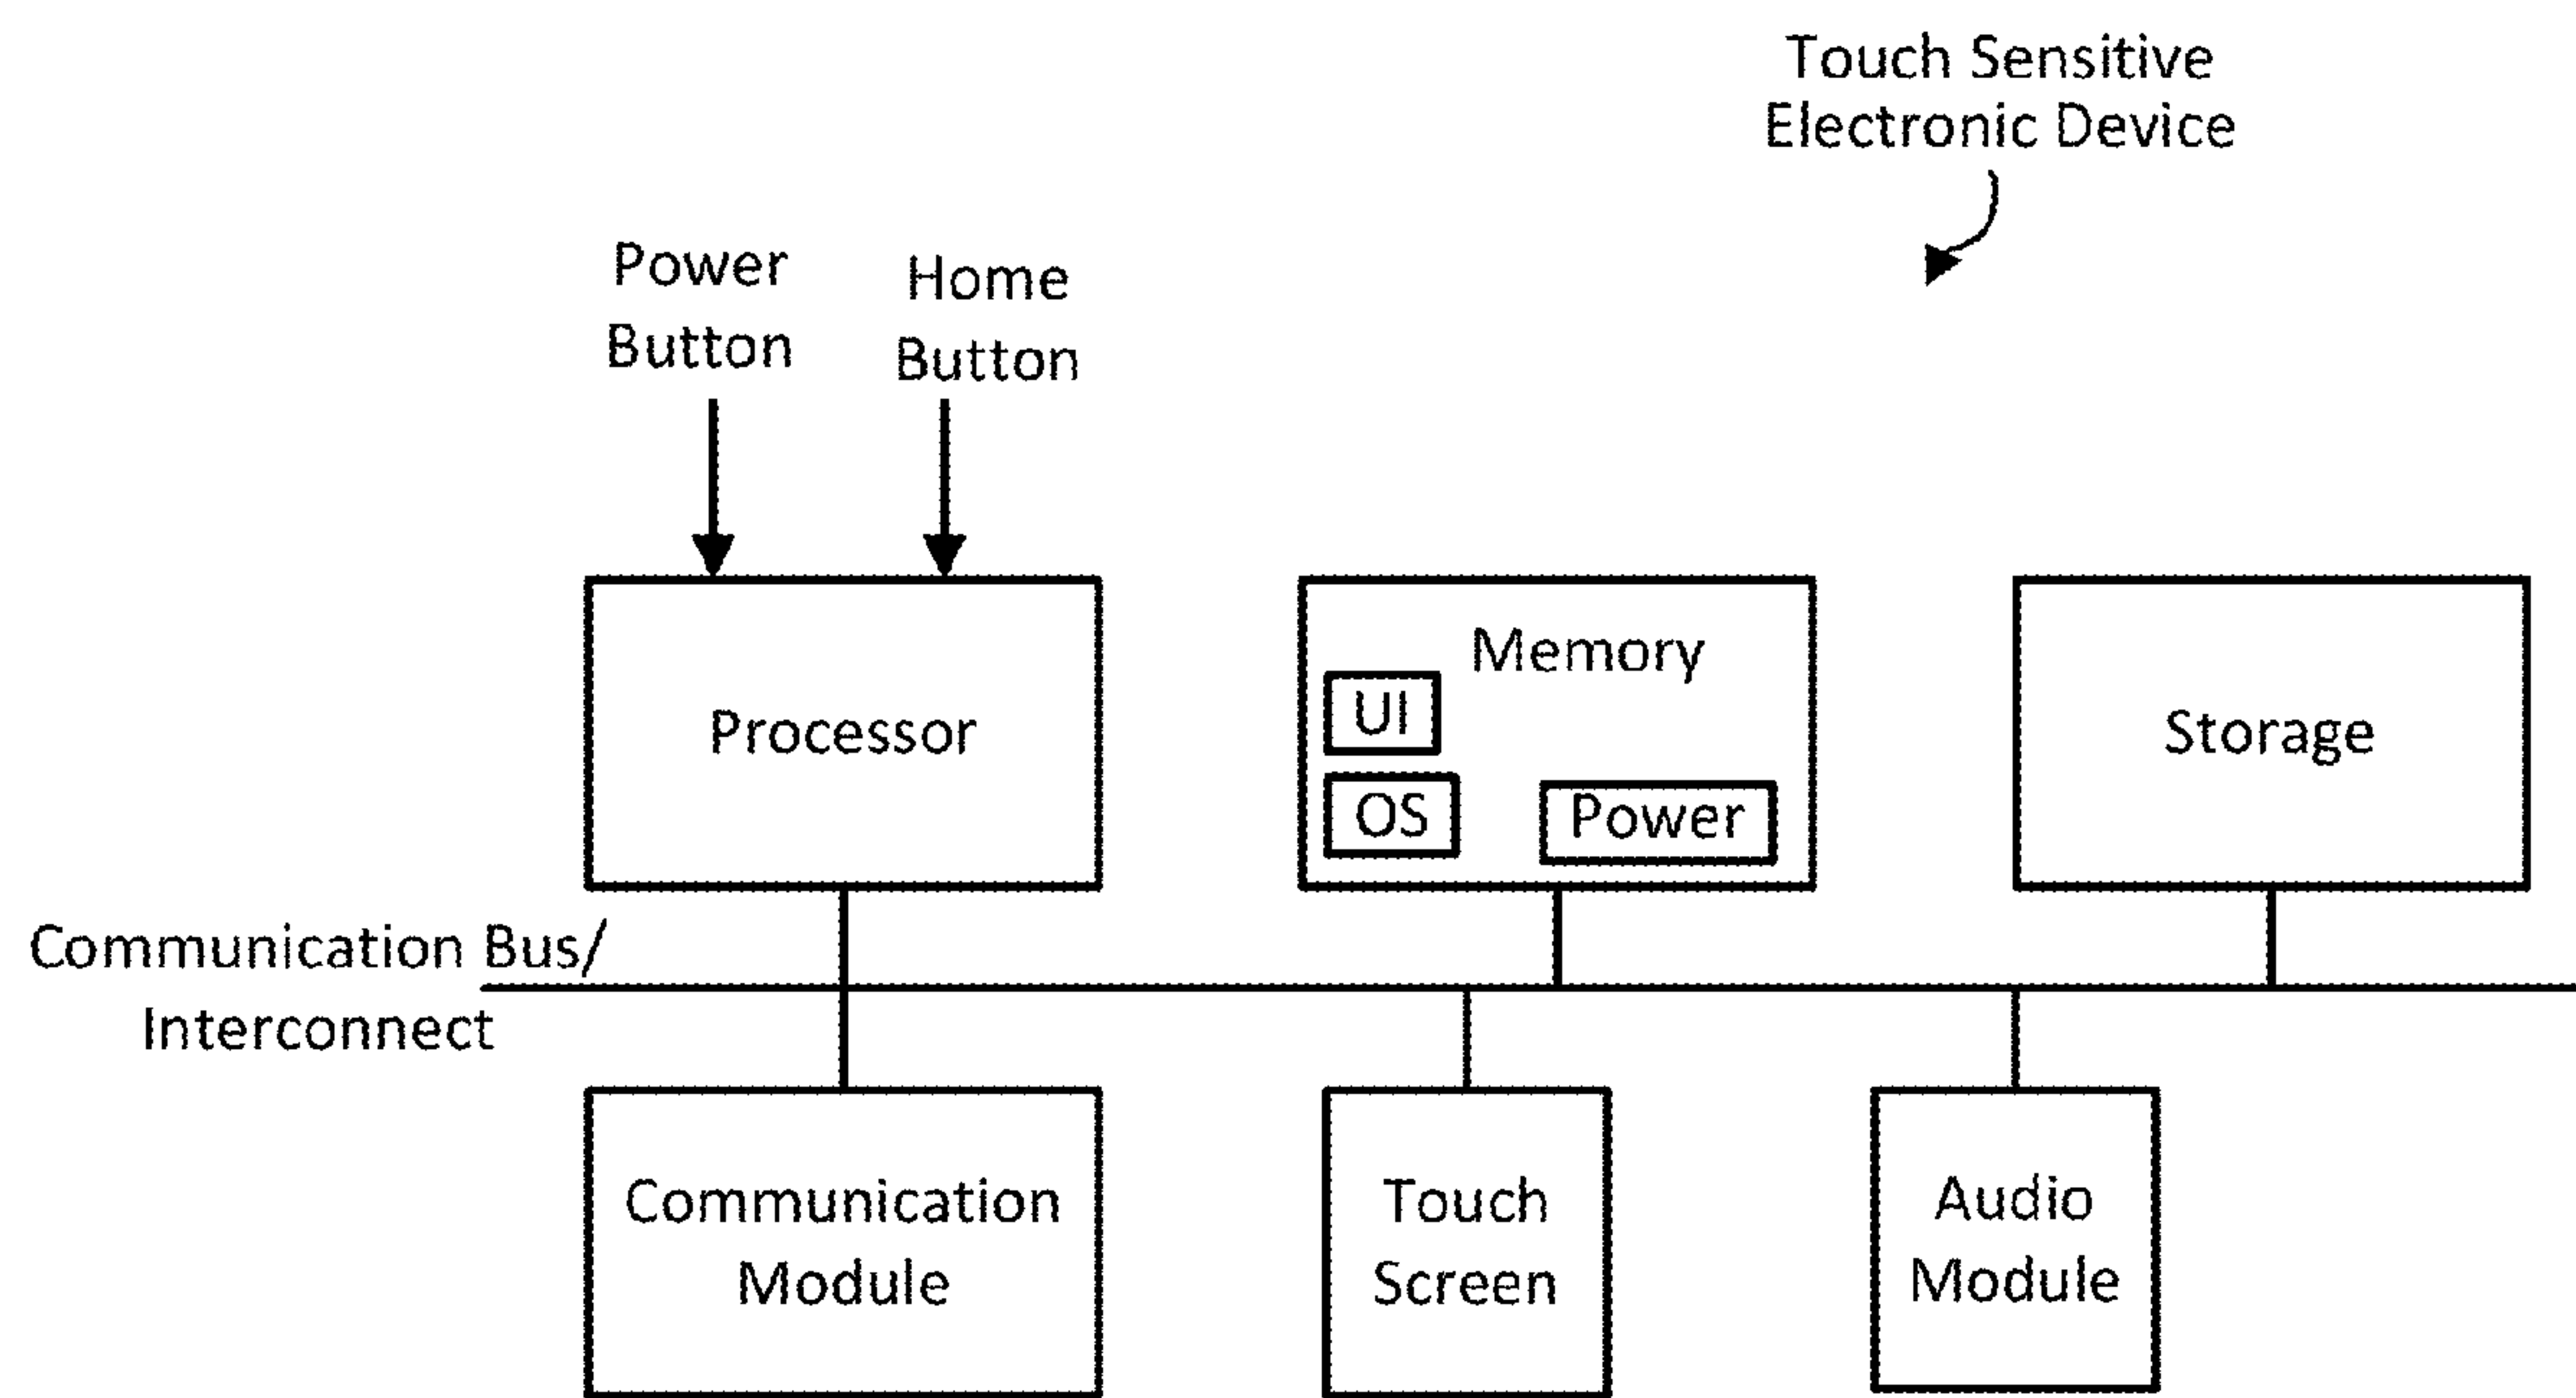 Touch Sensitive
Electronic Device
Power
Button
Home
Button
Processor
Memory
UI
OS
Power
Storage
Communication Bus/
Interconnect
Communication
Module
Touch
Screen
Audio
Module